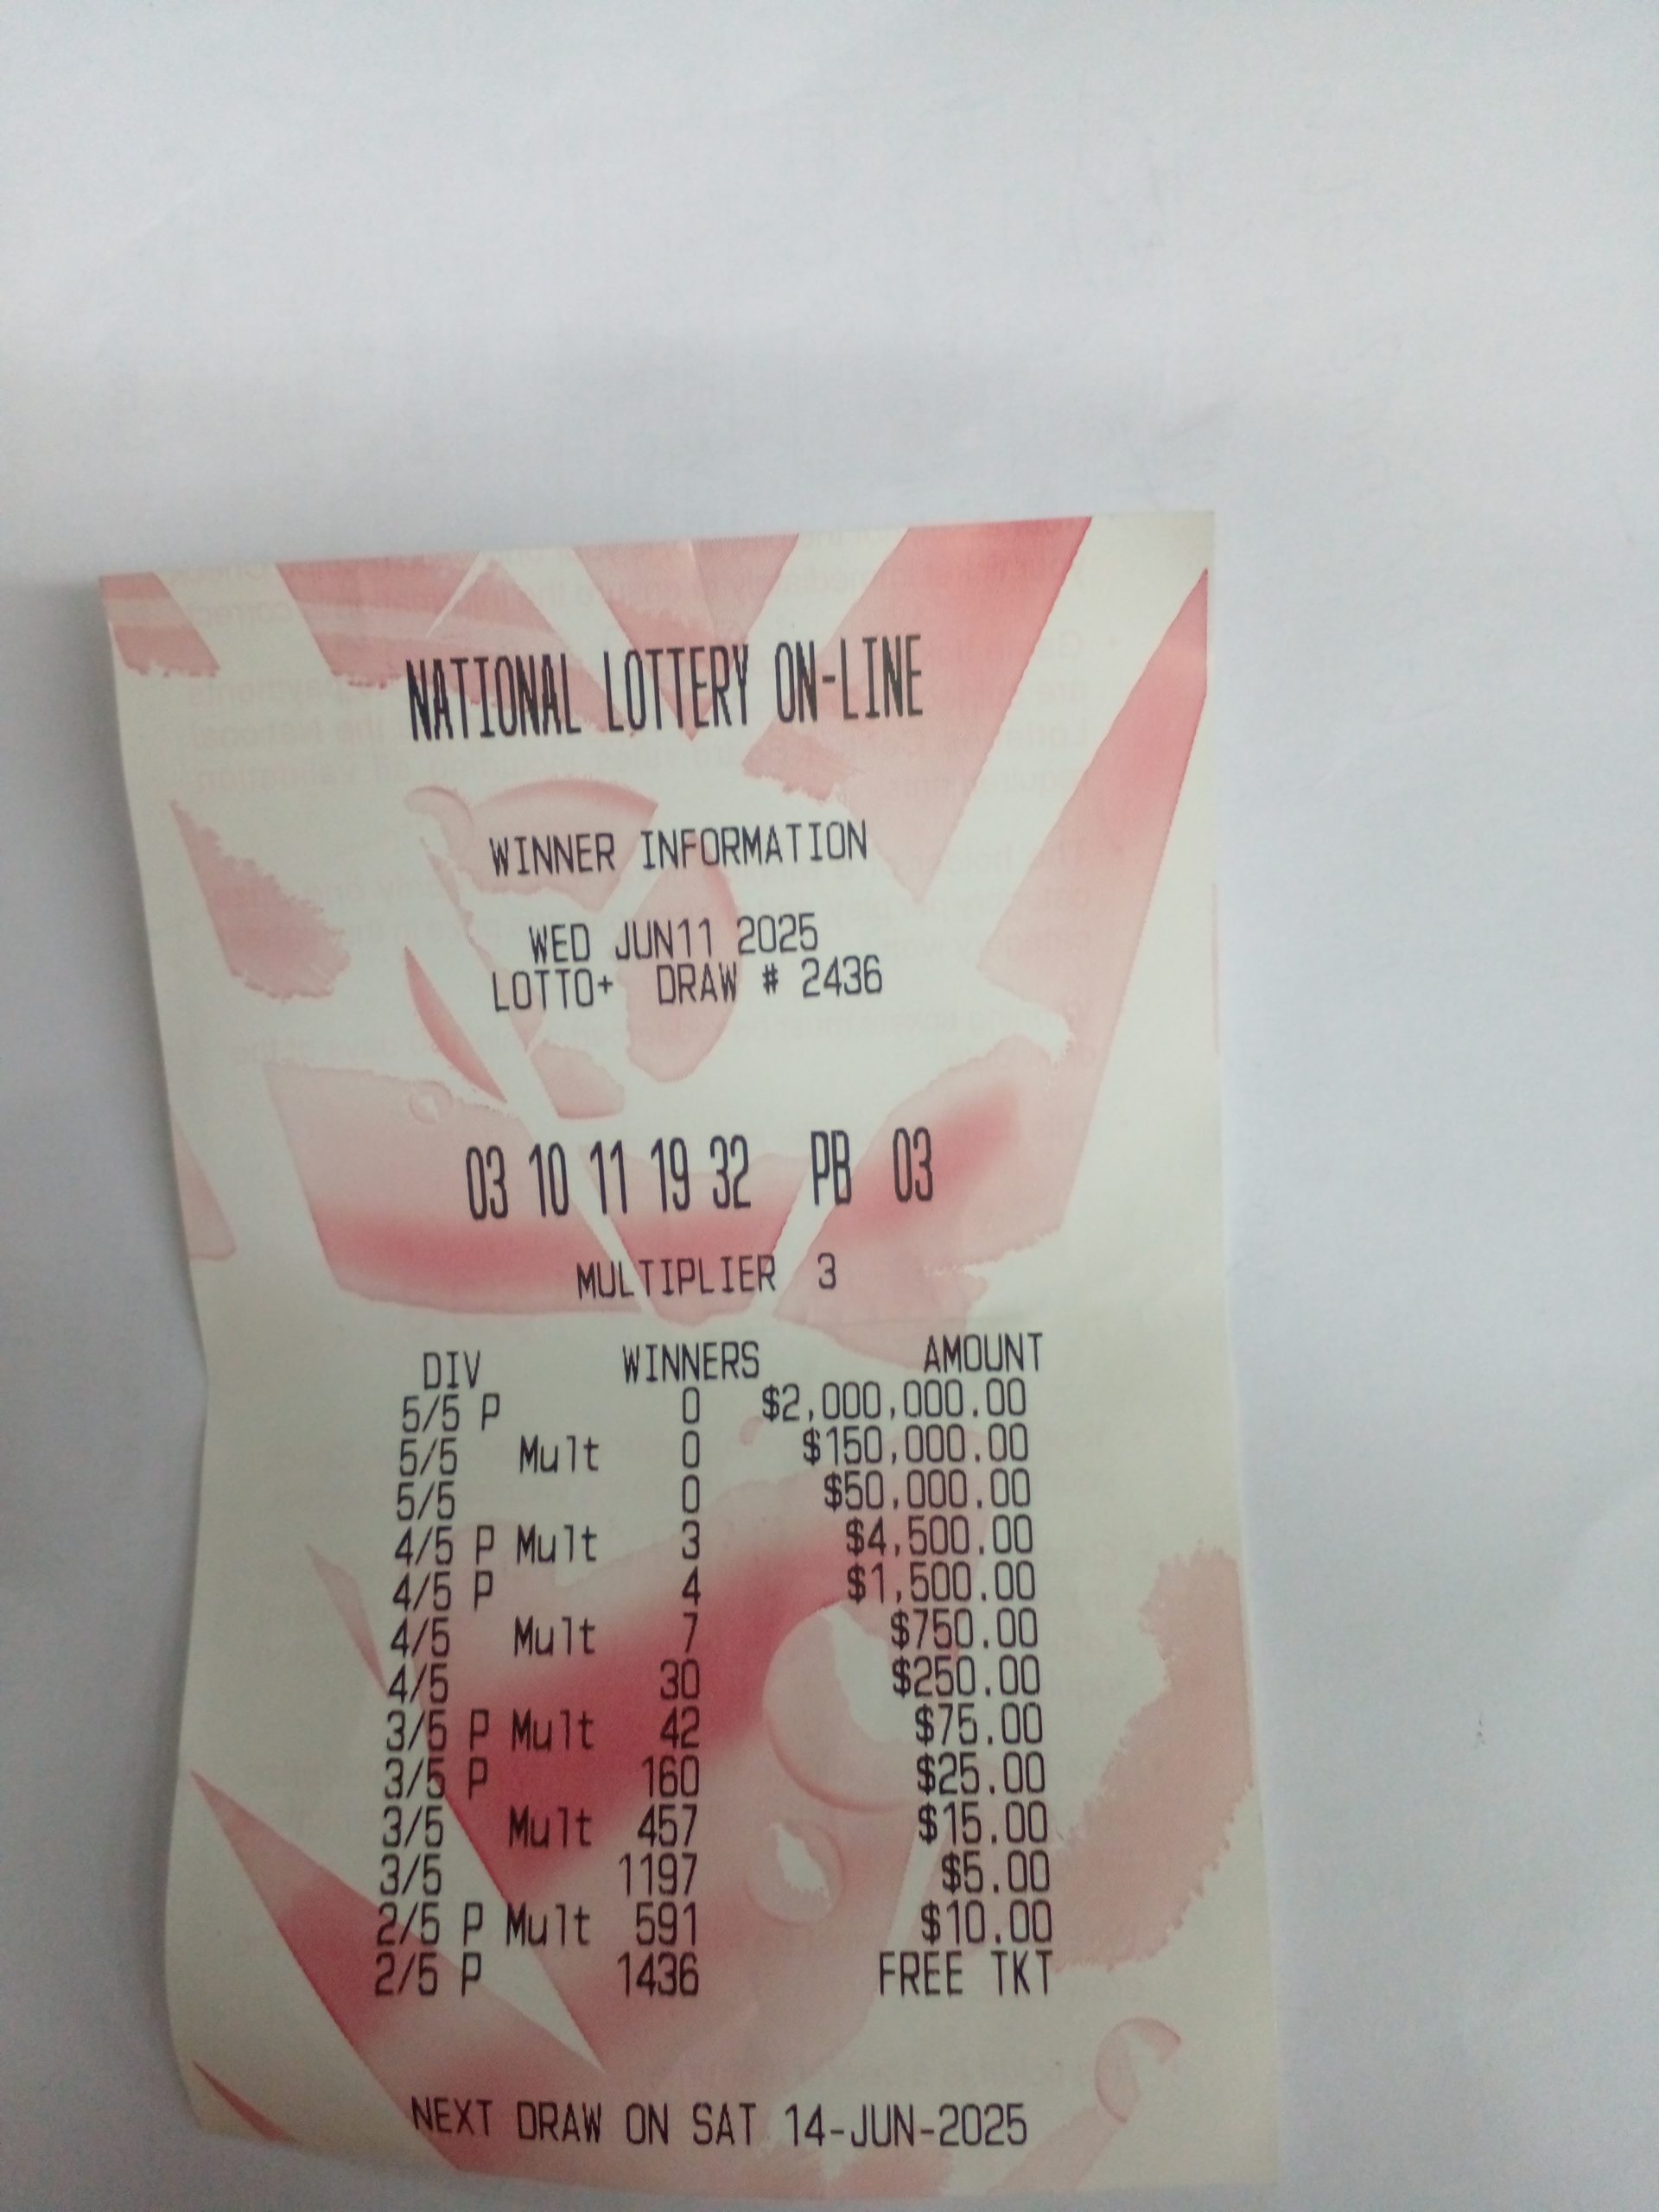 NATIONAL LOTTERY ON-LINE
WINNER INFORMATION
WED JUN11 2025
LOTTO+ DRAW # 2436
03 10 11 19 32 PB 03
MULTIPLIER 3
DIV WINNERS AMOUNT
5/5 P 0 $2,000,000.00
5/5 Mult 0 $150,000.00
5/5 0 $50,000.00
4/5 P Mult 3 $4,500.00
4/5 P 4 $1,500.00
4/5 Mult 7 $750.00
4/5 30 $250.00
3/5 P Mult 42 $75.00
3/5 P 160 $25.00
3/5 Mult 457 $15.00
3/5 1197 $5.00
2/5 P Mult 591 $10.00
2/5 P 1436 FREE TKT
NEXT DRAW ON SAT 14-JUN-2025